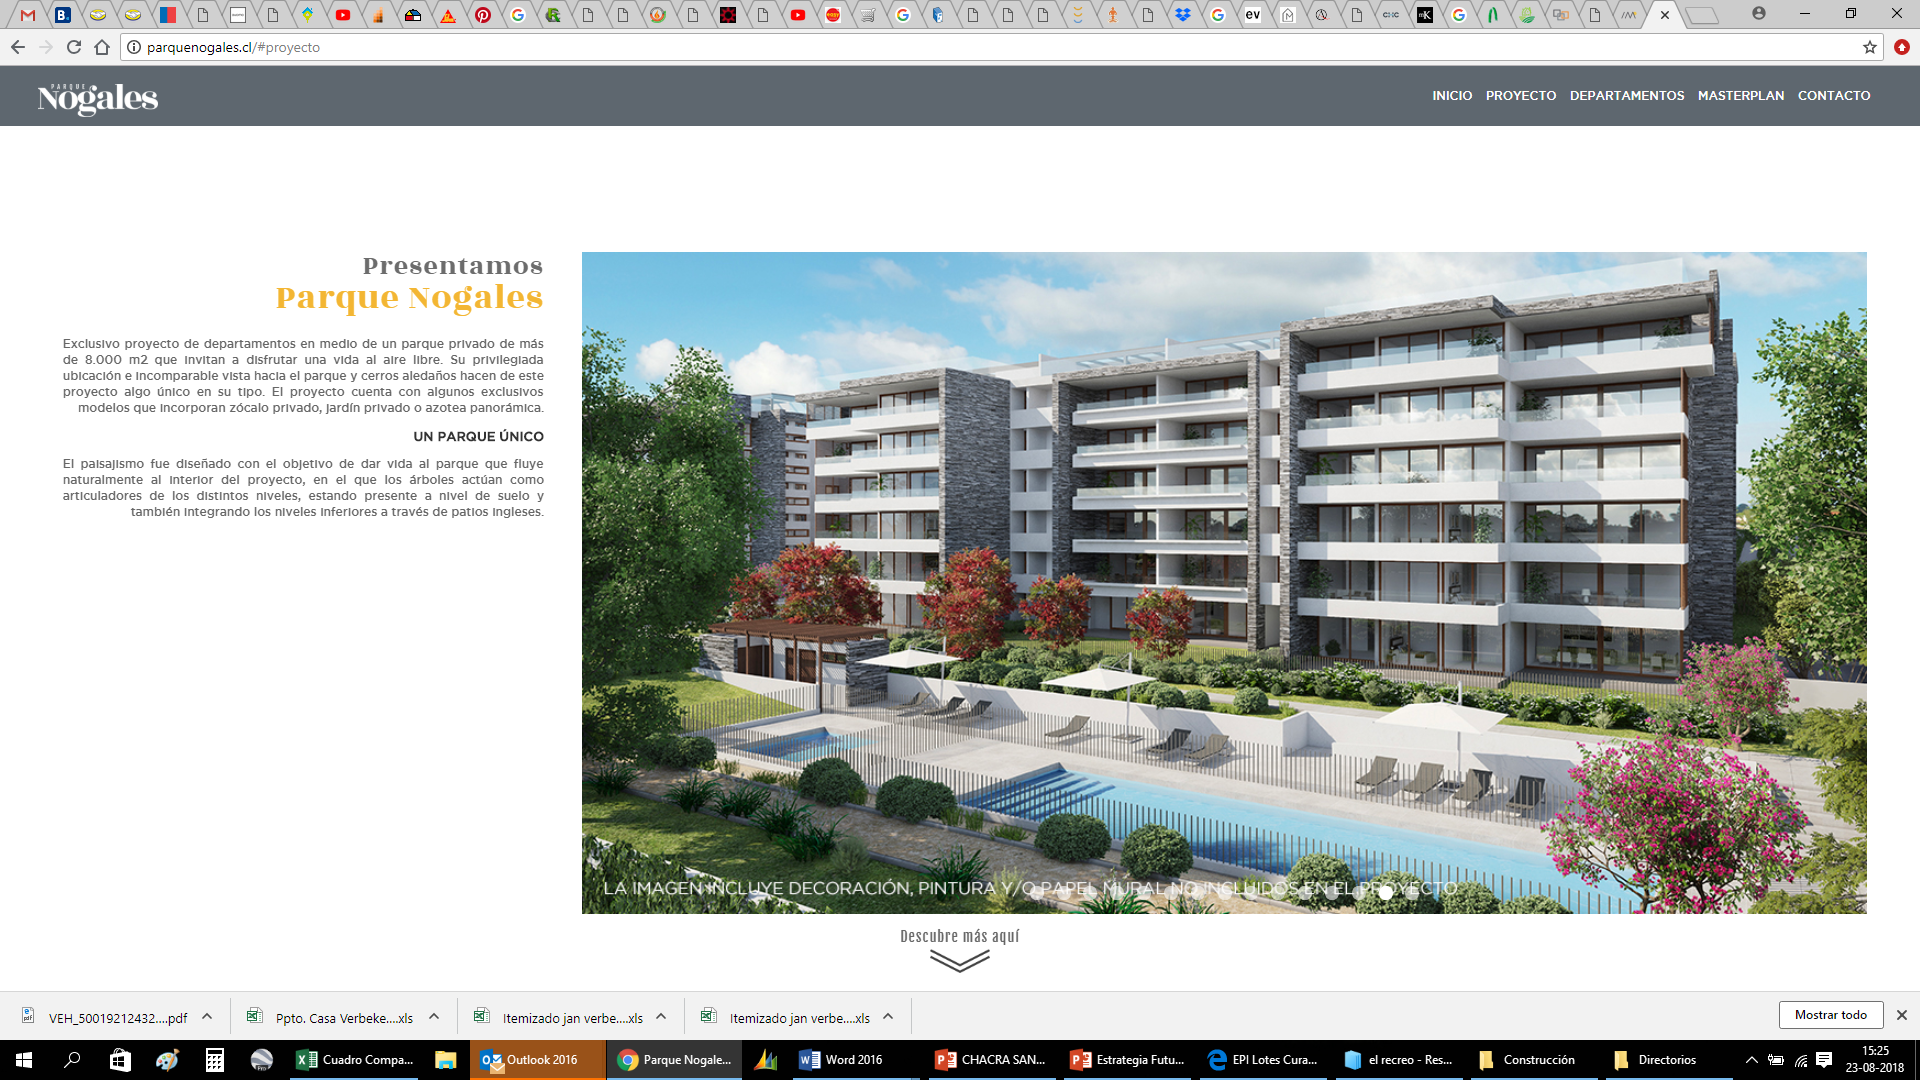 parquenogales.cl/#proyecto
PARQUE
Nogales
INICIO PROYECTO DEPARTAMENTOS MASTERPLAN CONTACTO
Presentamos
Parque Nogales
Exclusivo proyecto de departamentos en medio de un parque privado de más
de 8.000 m2 que invitan a disfrutar una vida al aire libre. Su privilegiada
ubicación e incomparable vista hacia el parque y cerros aledaños hacen de este
proyecto algo único en su tipo. El proyecto cuenta con algunos exclusivos
modelos que incorporan zócalo privado, jardín privado o azotea panorámica.
UN PARQUE ÚNICO
El paisajismo fue diseñado con el objetivo de dar vida al parque que fluye
naturalmente al interior del proyecto, en el que los árboles actúan como
articuladores de los distintos niveles, estando presente a nivel de suelo y
también integrando los niveles inferiores a través de patios ingleses.
LA IMAGEN INCLUYE DECORACIÓN, PINTURA Y/O PAPEL MURAL NO INCLUIDOS EN EL PROYECTO
Descubre más aquí
VEH_50019212432....pdf
Ppto. Casa Verbeke....xls
Itemizado jan verbe....xls
Itemizado jan verbe....xls
Mostrar todo
Cuadro Compa...
Outlook 2016
Parque Nogale...
Word 2016
CHACRA SAN...
Estrategia Futu...
EPI Lotes Cura...
el recreo - Res...
Construcción
Directorios
15:25
23-08-2018